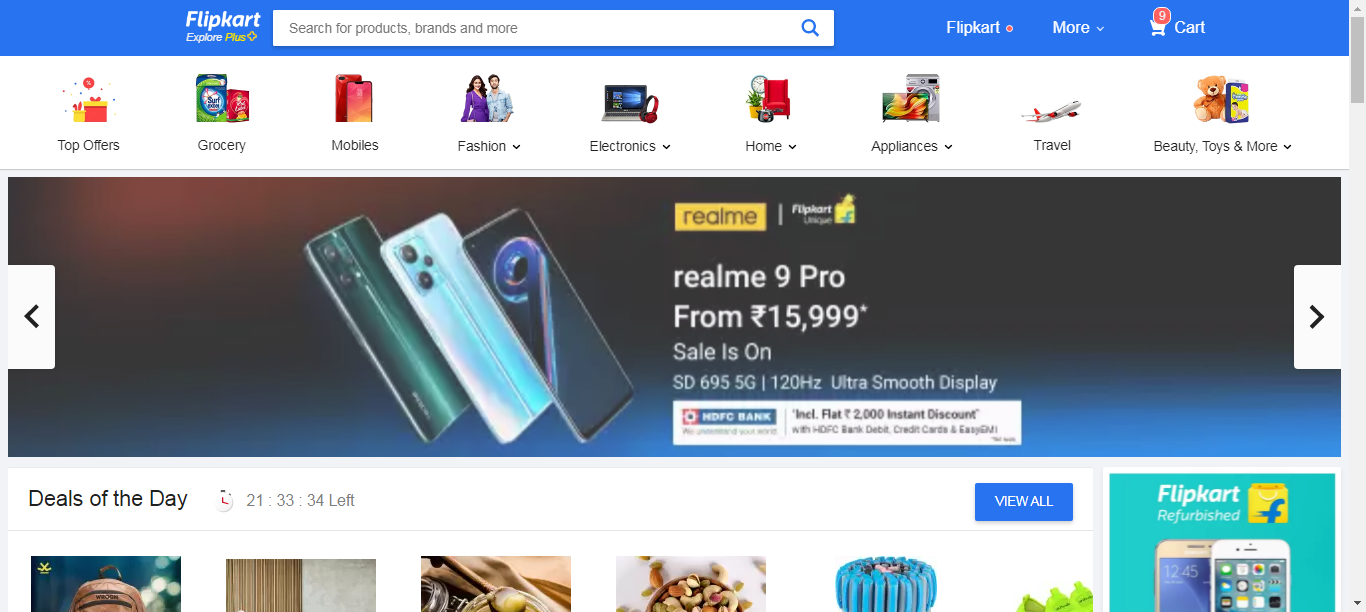 Flipkart
Explore Plus
Search for products, brands and more
Flipkart
More
9
Cart
Top Offers
Grocery
Mobiles
Fashion
Electronics
Home
Appliances
Travel
Beauty, Toys & More
Surf excel
realme
Flipkart Unique
realme 9 Pro
From ₹15,999*
Sale Is On
SD 695 5G | 120Hz Ultra Smooth Display
HDFC BANK
We understand your world
*Incl. Flat ₹ 2,000 Instant Discount*
with HDFC Bank Debit, Credit Cards & EasyEMI
Deals of the Day
21 : 33 : 34 Left
VIEW ALL
Flipkart
Refurbished
12:45
WROGN